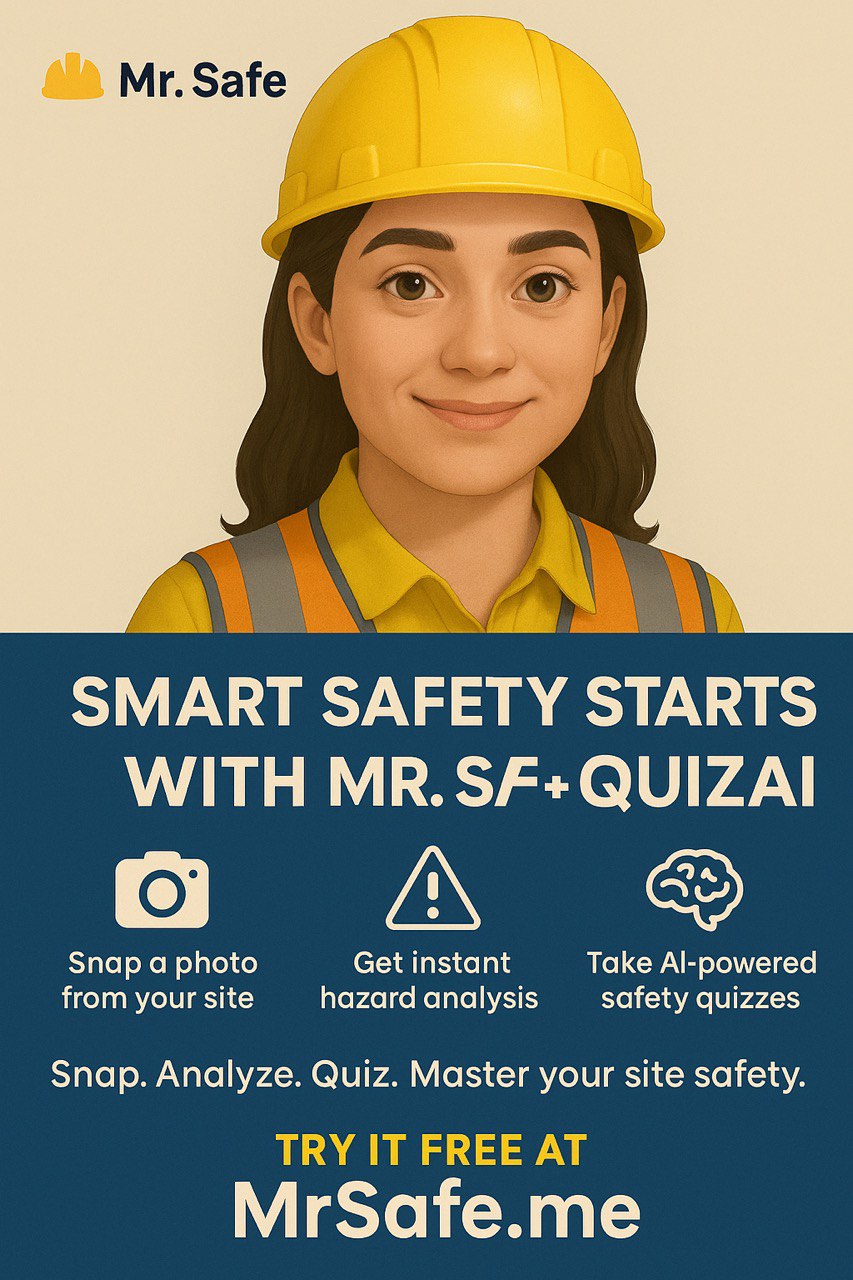 Mr. Safe
SMART SAFETY STARTS
WITH MR. SF+QUIZAI
Snap a photo
from your site
Get instant
hazard analysis
Take AI-powered
safety quizzes
Snap. Analyze. Quiz. Master your site safety.
TRY IT FREE AT
MrSafe.me